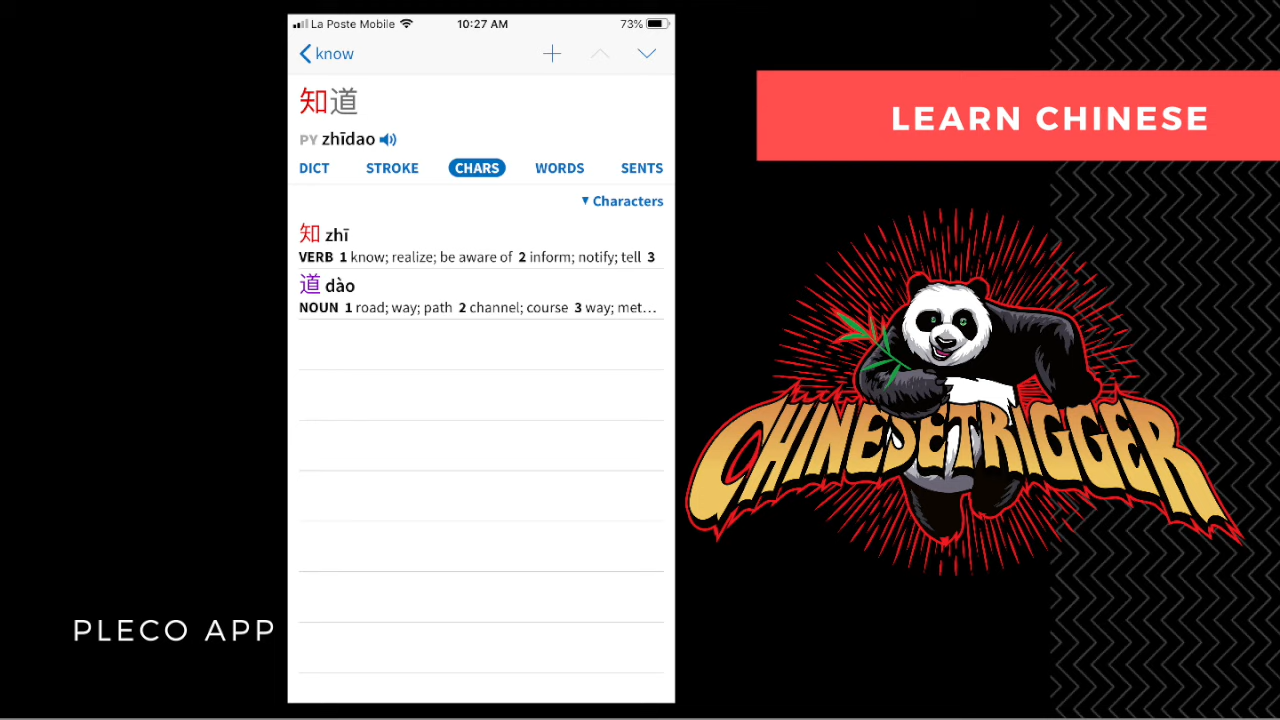 La Poste Mobile 10:27 AM 73%
know
知道
PY zhīdao
DICT STROKE CHARS WORDS SENTS
▼ Characters
知 zhī
VERB 1 know; realize; be aware of 2 inform; notify; tell 3
道 dào
NOUN 1 road; way; path 2 channel; course 3 way; met…
PLECO APP
LEARN CHINESE
CHINESETRIGGER